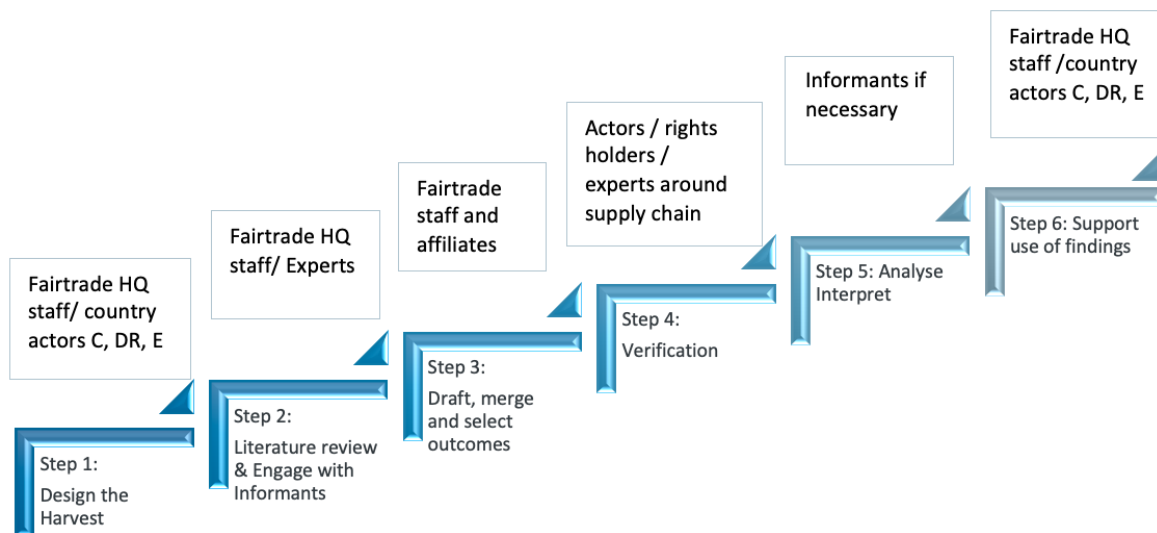 Fairtrade HQ
staff/ country
actors C, DR, E
Step 1:
Design the
Harvest
Fairtrade HQ
staff/ Experts
Step 2:
Literature review
& Engage with
Informants
Fairtrade
staff and
affiliates
Step 3:
Draft, merge
and select
outcomes
Actors / rights
holders /
experts around
supply chain
Step 4:
Verification
Informants if
necessary
Step 5: Analyse
Interpret
Fairtrade HQ
staff /country
actors C, DR, E
Step 6: Support
use of findings